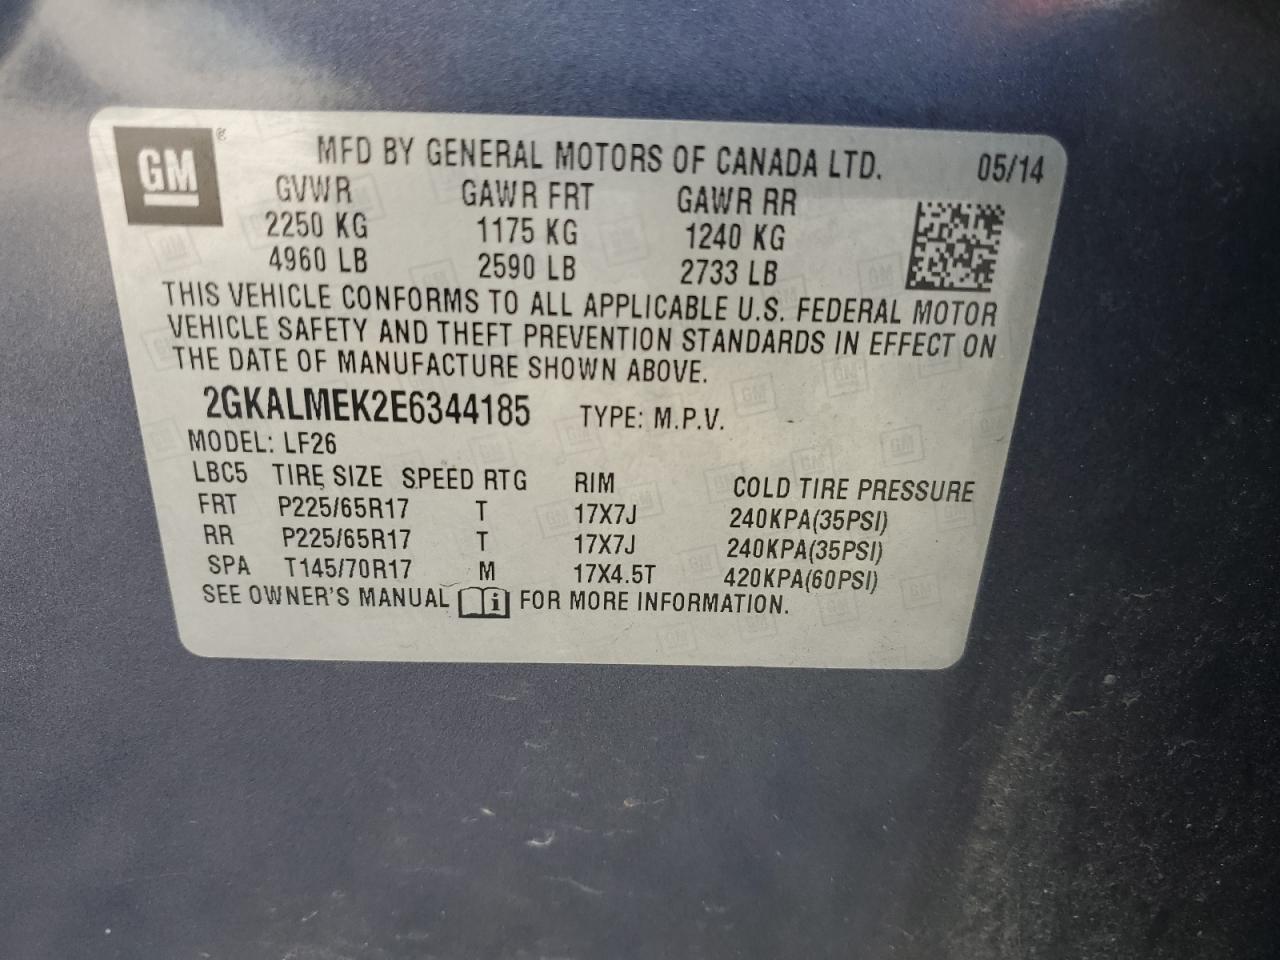 GM ®
MFD BY GENERAL MOTORS OF CANADA LTD. 05/14
GVWR GAWR FRT GAWR RR
2250 KG 1175 KG 1240 KG
4960 LB 2590 LB 2733 LB
THIS VEHICLE CONFORMS TO ALL APPLICABLE U.S. FEDERAL MOTOR
VEHICLE SAFETY AND THEFT PREVENTION STANDARDS IN EFFECT ON
THE DATE OF MANUFACTURE SHOWN ABOVE.
2GKALMEK2E6344185 TYPE: M.P.V.
MODEL: LF26
LBC5 TIRE SIZE SPEED RTG RIM COLD TIRE PRESSURE
FRT P225/65R17 T 17X7J 240KPA(35PSI)
RR P225/65R17 T 17X7J 240KPA(35PSI)
SPA T145/70R17 M 17X4.5T 420KPA(60PSI)
SEE OWNER'S MANUAL i FOR MORE INFORMATION.